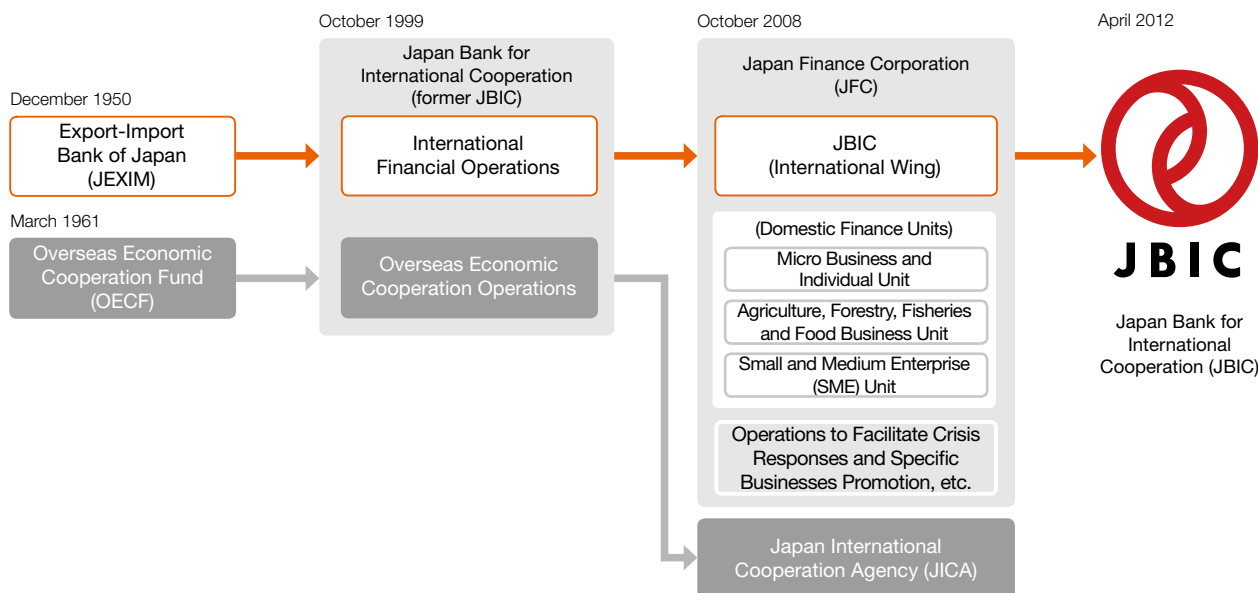 December 1950
Export-Import
Bank of Japan
(JEXIM)
March 1961
Overseas Economic
Cooperation Fund
(OECF)
October 1999
Japan Bank for
International Cooperation
(former JBIC)
International
Financial Operations
Overseas Economic
Cooperation Operations
October 2008
Japan Finance Corporation
(JFC)
JBIC
(International Wing)
(Domestic Finance Units)
Micro Business and
Individual Unit
Agriculture, Forestry, Fisheries
and Food Business Unit
Small and Medium Enterprise
(SME) Unit
Operations to Facilitate Crisis
Responses and Specific
Businesses Promotion, etc.
Japan International
Cooperation Agency (JICA)
April 2012
JBIC
Japan Bank for
International
Cooperation (JBIC)